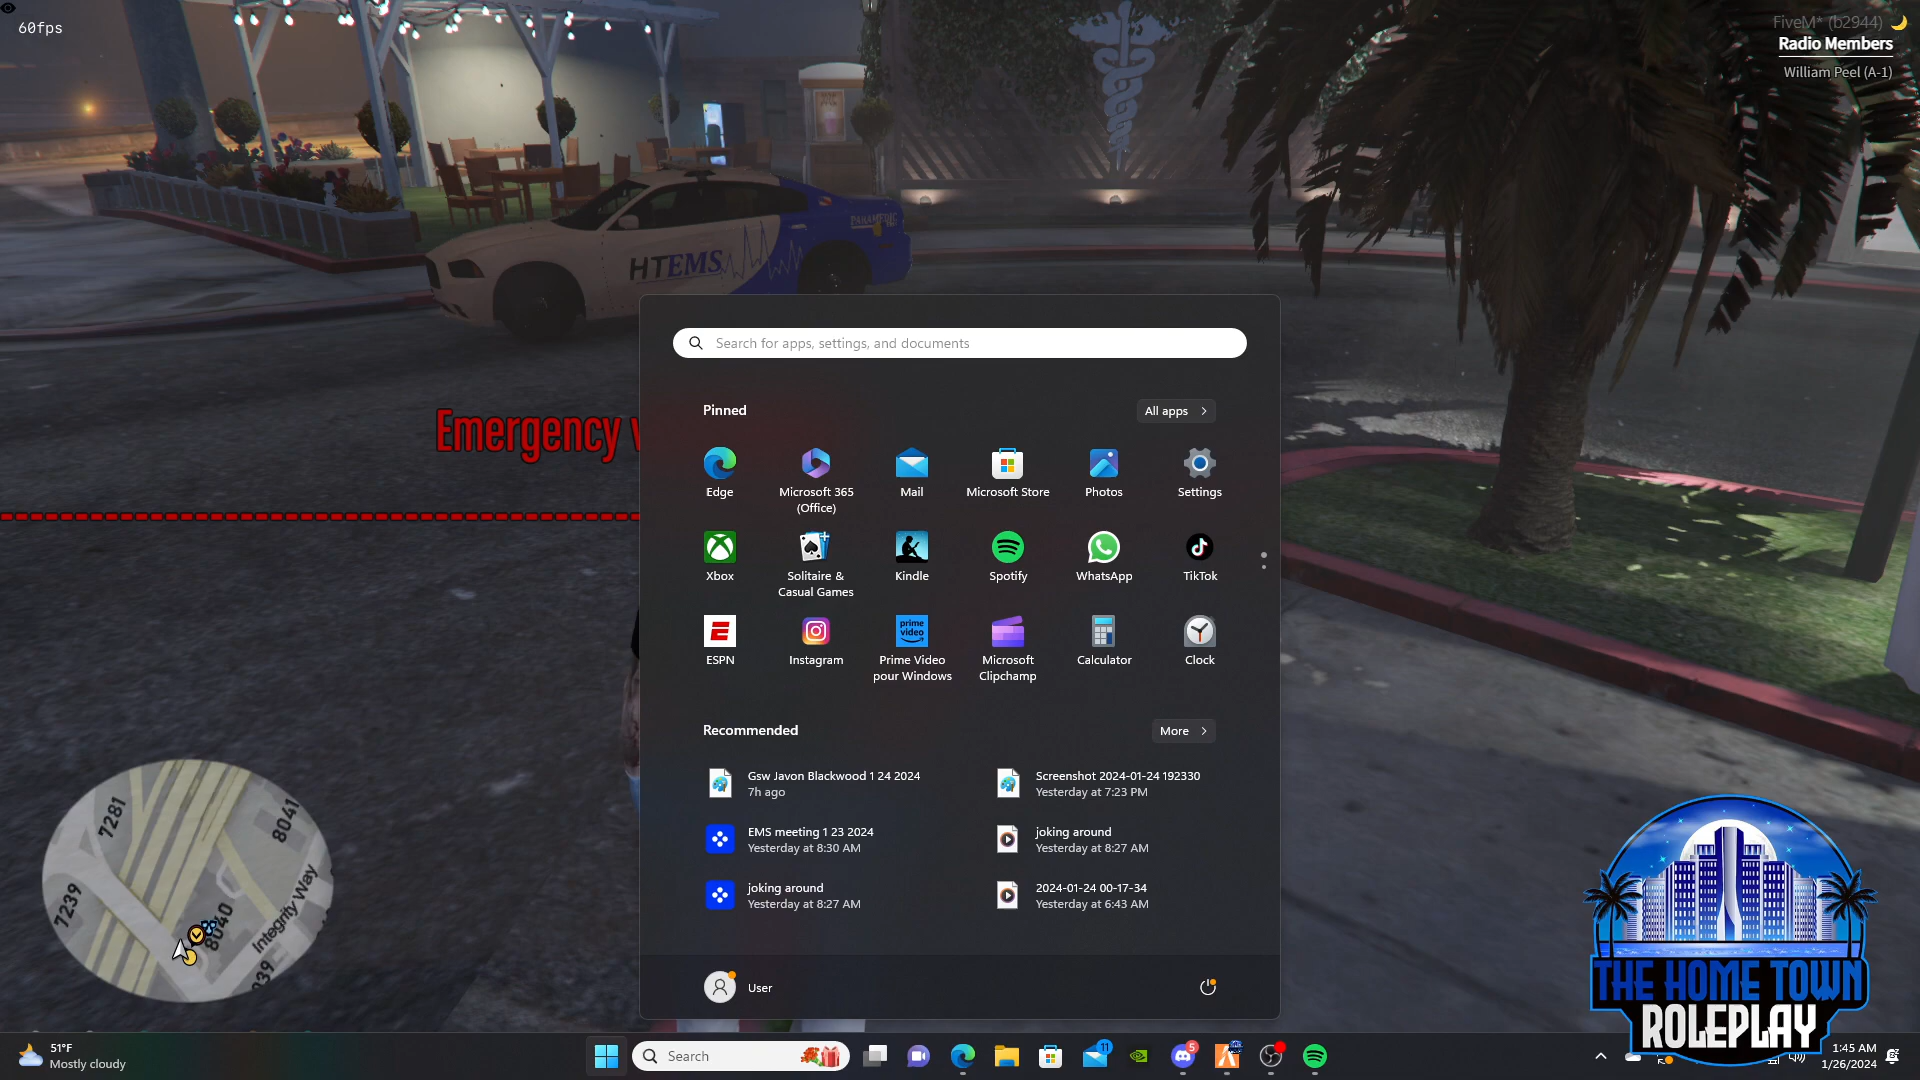 60fps
FiveM* (b2944)
Radio Members
William Peel (A-1)
PARAMEDIC
HTEMS
Search for apps, settings, and documents
Pinned
All apps
Emergency
Edge
Microsoft 365
(Office)
Mail
Microsoft Store
Photos
Settings
Xbox
Solitaire &
Casual Games
Kindle
Spotify
WhatsApp
TikTok
prime
video
ESPN
Instagram
Prime Video
pour Windows
Microsoft
Clipchamp
Calculator
Clock
Recommended
More
Gsw Javon Blackwood 1 24 2024
7h ago
Screenshot 2024-01-24 192330
Yesterday at 7:23 PM
EMS meeting 1 23 2024
Yesterday at 8:30 AM
joking around
Yesterday at 8:27 AM
joking around
Yesterday at 8:27 AM
2024-01-24 00-17-34
Yesterday at 6:43 AM
7281
8041
7239
8040
Integrity Way
User
THE HOME TOWN
ROLEPLAY
51°F
Mostly cloudy
Search
11
5
1:45 AM
1/26/2024